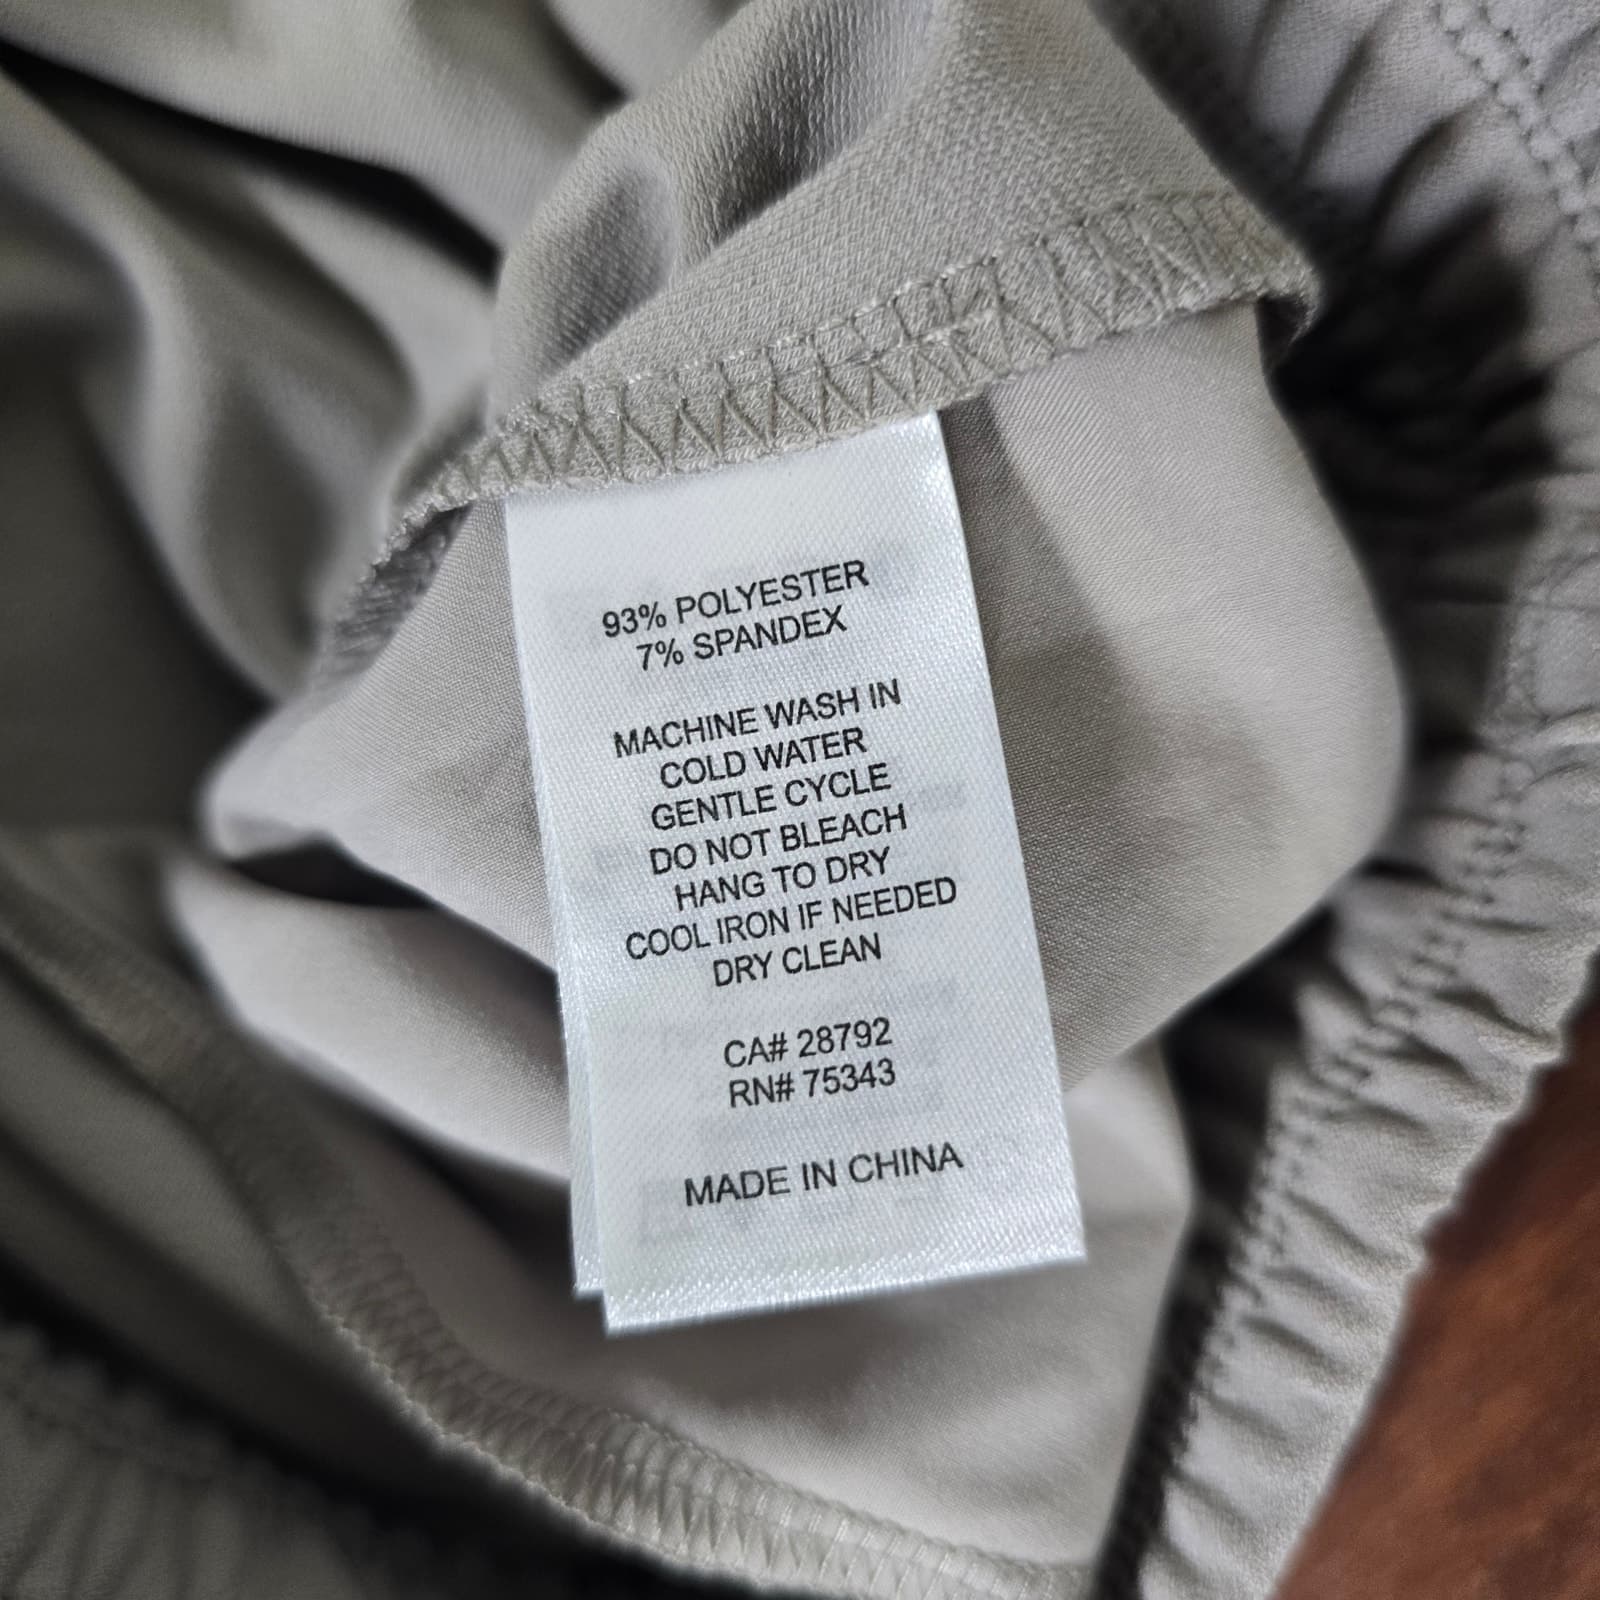 93% POLYESTER
7% SPANDEX
MACHINE WASH IN
COLD WATER
GENTLE CYCLE
DO NOT BLEACH
HANG TO DRY
COOL IRON IF NEEDED
DRY CLEAN
CA# 28792
RN# 75343
MADE IN CHINA